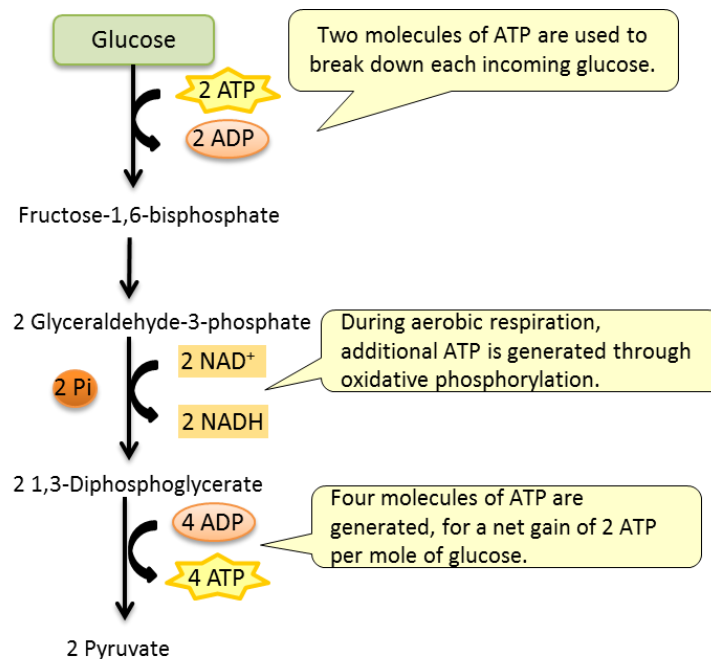 Glucose
Two molecules of ATP are used to
break down each incoming glucose.
2 ATP
2 ADP
Fructose-1,6-bisphosphate
2 Glyceraldehyde-3-phosphate
During aerobic respiration,
additional ATP is generated through
oxidative phosphorylation.
2 NAD⁺
2 Pi
2 NADH
2 1,3-Diphosphoglycerate
Four molecules of ATP are
generated, for a net gain of 2 ATP
per mole of glucose.
4 ADP
4 ATP
2 Pyruvate